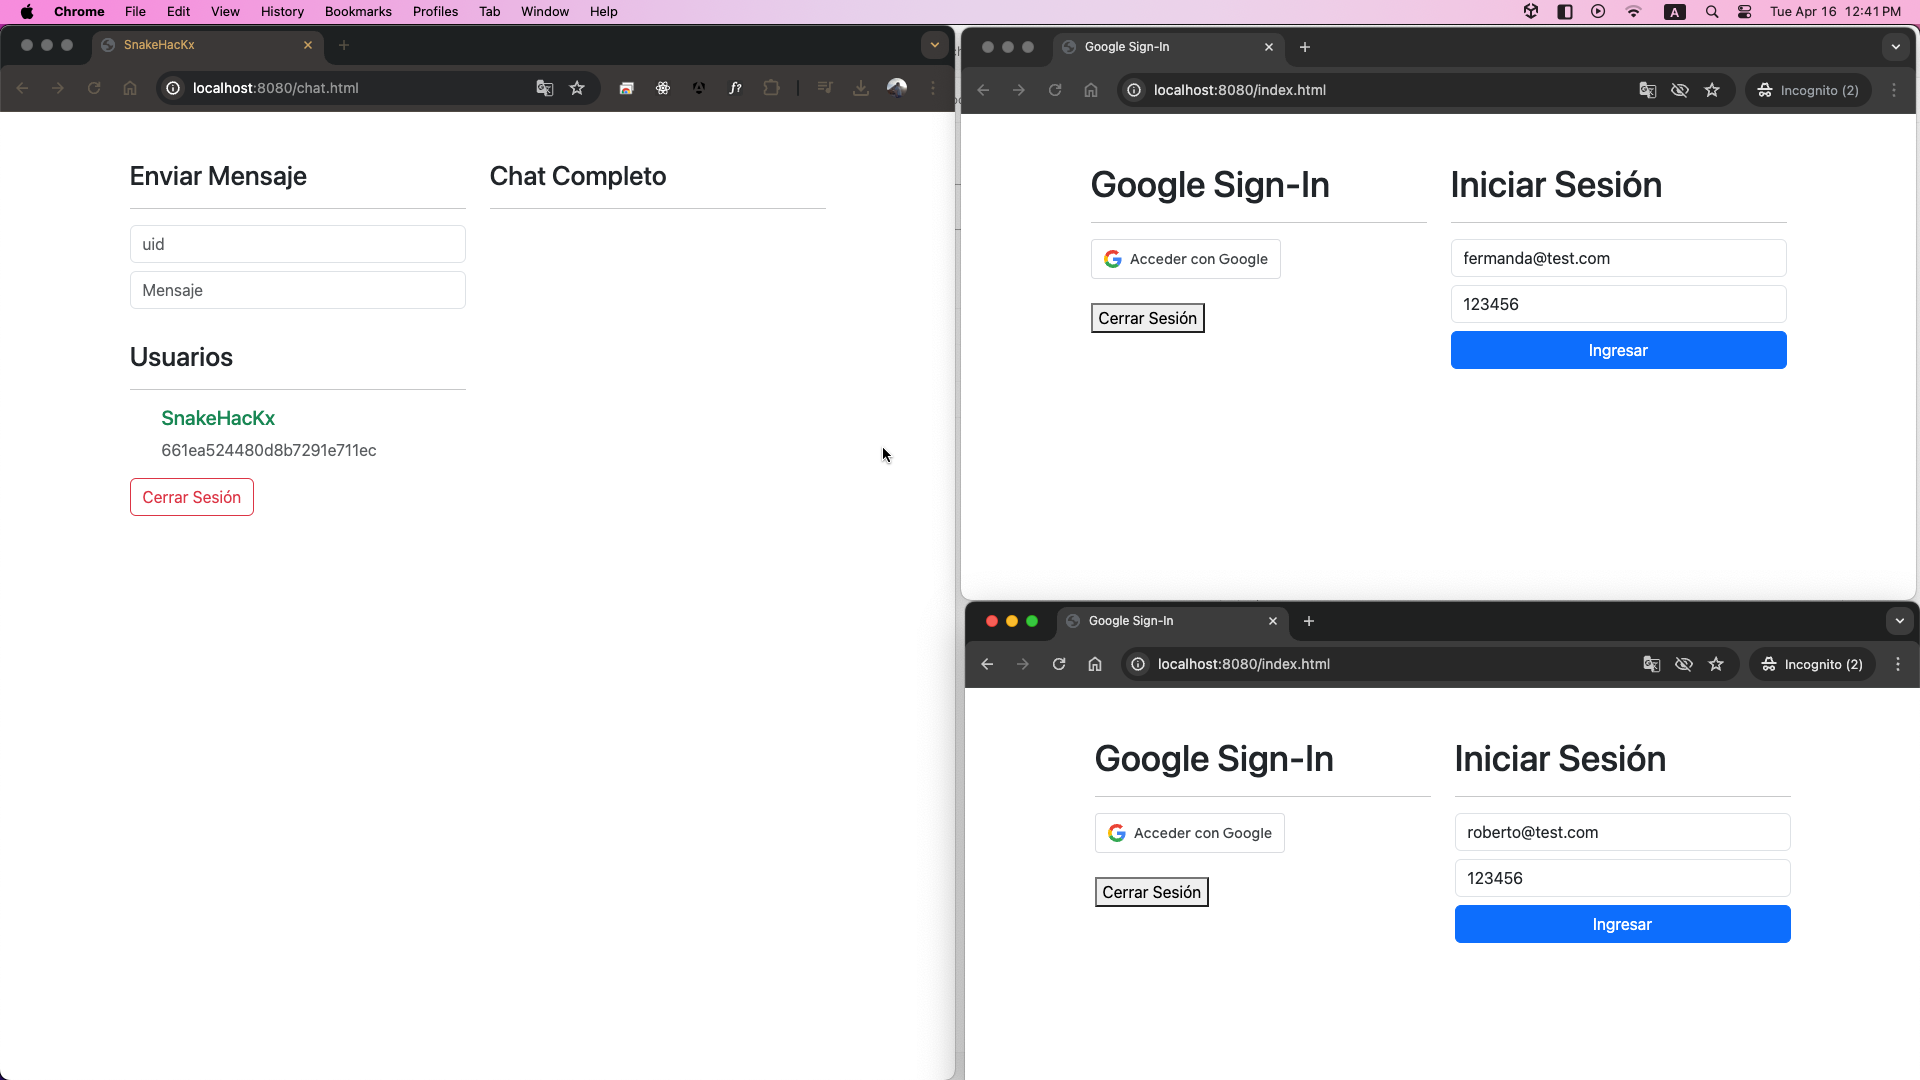 Chrome File Edit View History Bookmarks Profiles Tab Window Help
A
Tue Apr 16 12:41 PM
SnakeHacKx
localhost:8080/chat.html
f?
Enviar Mensaje
uid
Mensaje
Usuarios
SnakeHacKx
661ea524480d8b7291e711ec
Cerrar Sesión
Chat Completo
Google Sign-In
localhost:8080/index.html
Incognito (2)
Google Sign-In
Acceder con Google
Cerrar Sesión
Iniciar Sesión
fermanda@test.com
123456
Ingresar
Google Sign-In
localhost:8080/index.html
Incognito (2)
Google Sign-In
Acceder con Google
Cerrar Sesión
Iniciar Sesión
roberto@test.com
123456
Ingresar